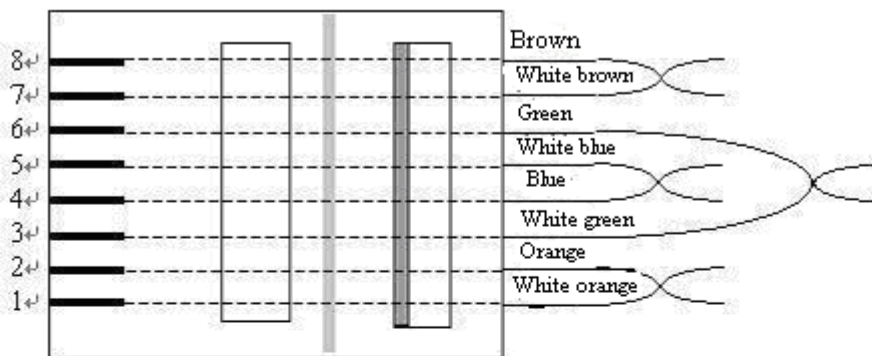 Brown
8↵
White brown
7↵
Green
6↵
White blue
5↵
Blue
4↵
White green
3↵
Orange
2↵
White orange
1↵